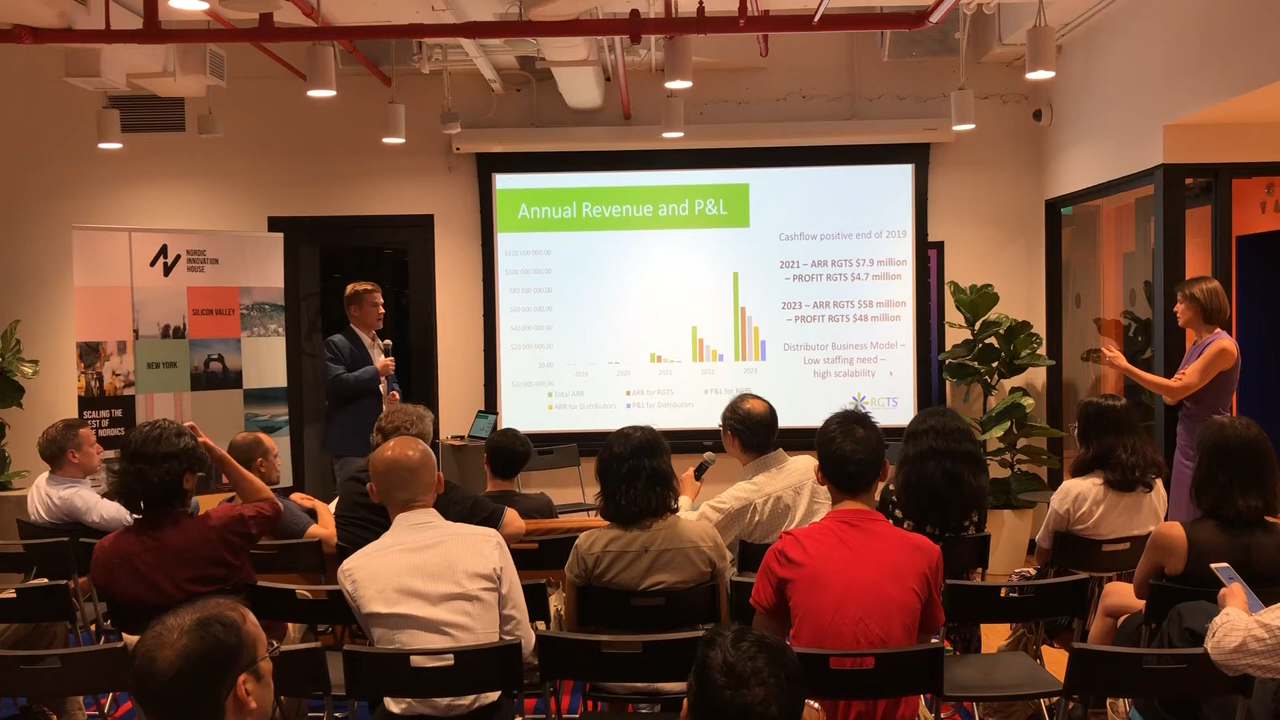 NORDIC
INNOVATION
HOUSE
SILICON VALLEY
NEW YORK
SCALING THE
NORDICS
Annual Revenue and P&L
$120 000 000,00
$100 000 000,00
$80 000 000,00
$60 000 000,00
$40 000 000,00
$20 000 000,00
$0,00
2019
2020
2021
2022
2023
Total ARR
ARR for RGTS
P&L for RGTS
ARR for Distributors
P&L for Distributors
Cashflow positive end of 2019
2021 – ARR RGTS $7.9 million
– PROFIT RGTS $4.7 million
2023 – ARR RGTS $58 million
– PROFIT RGTS $48 million
Distributor Business Model –
Low staffing need –
high scalability
RGTS